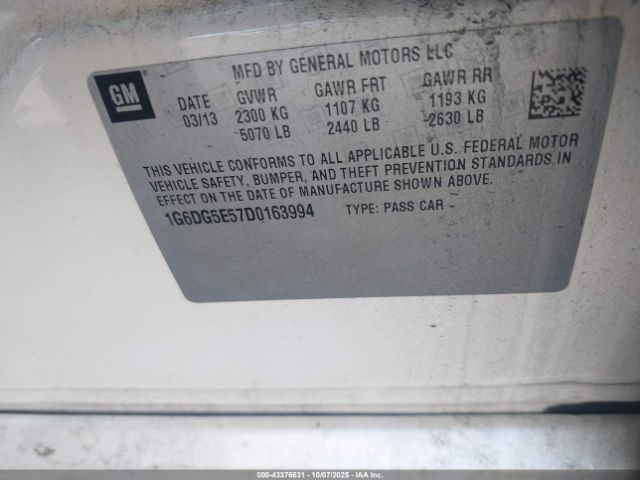 GM
MFD BY GENERAL MOTORS LLC
DATE GVWR GAWR FRT GAWR RR
03/13 2300 KG 1107 KG 1193 KG
5070 LB 2440 LB 2630 LB
THIS VEHICLE CONFORMS TO ALL APPLICABLE U.S. FEDERAL MOTOR
VEHICLE SAFETY, BUMPER, AND THEFT PREVENTION STANDARDS IN
EFFECT ON THE DATE OF MANUFACTURE SHOWN ABOVE.
1G6DG5E57D0163994 TYPE: PASS CAR -
000-43376631 - 10/07/2025 - IAAI.COM